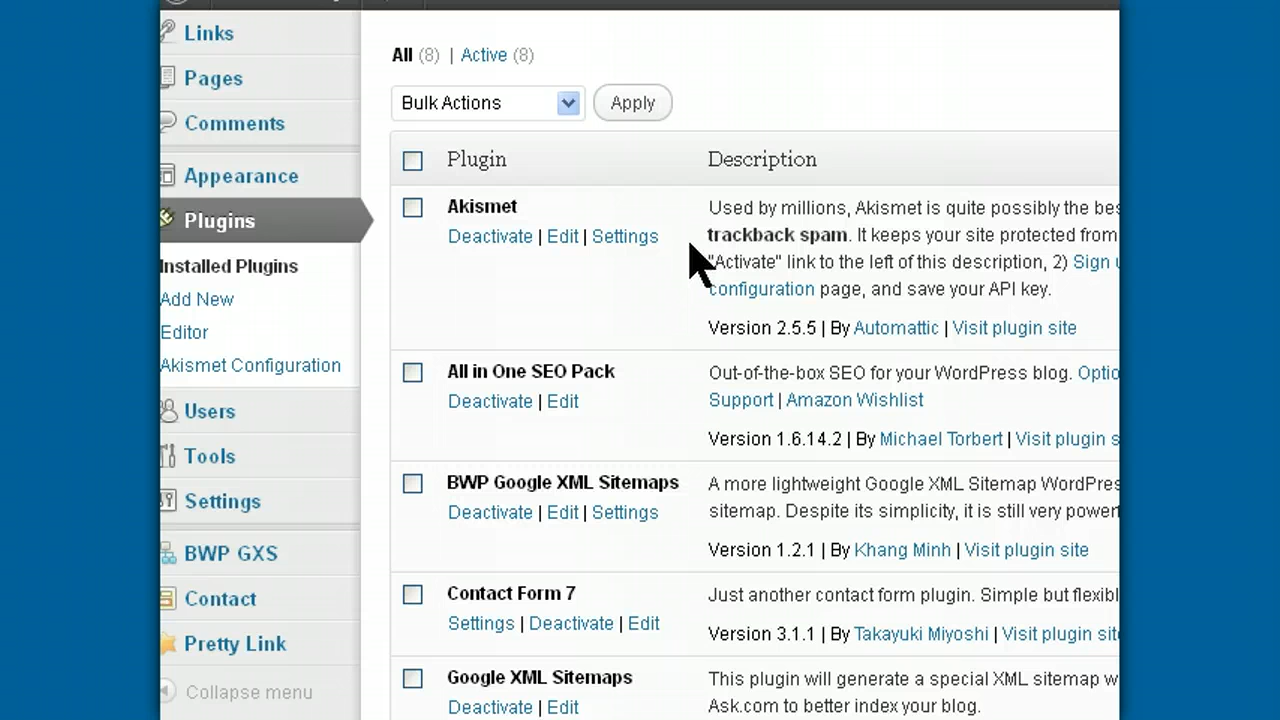 Links
Pages
Comments
Appearance
Plugins
Installed Plugins
Add New
Editor
Akismet Configuration
Users
Tools
Settings
BWP GXS
Contact
Pretty Link
Collapse menu
All (8) | Active (8)
Bulk Actions Apply
Plugin Description
Akismet
Deactivate | Edit | Settings
Used by millions, Akismet is quite possibly the
trackback spam. It keeps your site protected from
"Activate" link to the left of this description, 2) Sign
configuration page, and save your API key.
Version 2.5.5 | By Automattic | Visit plugin site
All in One SEO Pack
Deactivate | Edit
Out-of-the-box SEO for your WordPress blog.
Support | Amazon Wishlist
Version 1.6.14.2 | By Michael Torbert | Visit plugin
BWP Google XML Sitemaps
Deactivate | Edit | Settings
A more lightweight Google XML Sitemap
sitemap. Despite its simplicity, it is still very
Version 1.2.1 | By Khang Minh | Visit plugin site
Contact Form 7
Settings | Deactivate | Edit
Just another contact form plugin. Simple but
Version 3.1.1 | By Takayuki Miyoshi | Visit plugin
Google XML Sitemaps
Deactivate | Edit
This plugin will generate a special XML sitemap
Ask.com to better index your blog.